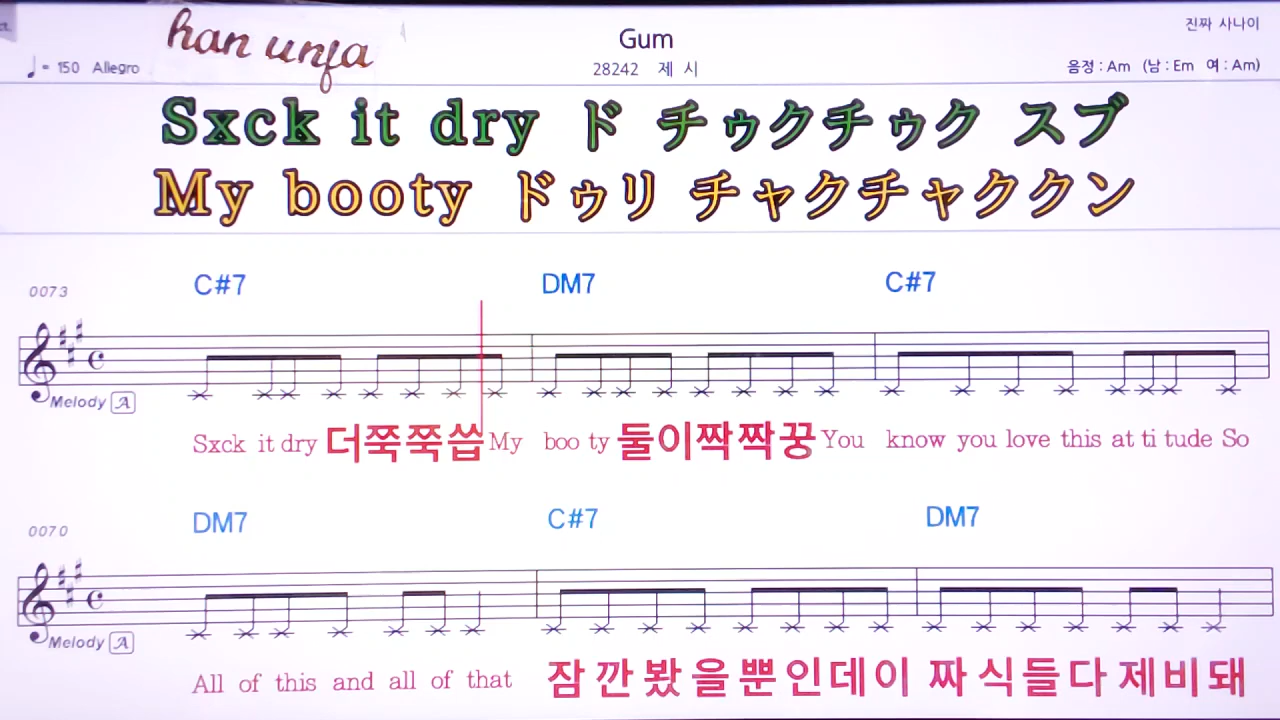 han unja
Gum
진짜 사나이
♩= 150 Allegro
28242 제 시
음정 : Am (남 : Em 여 : Am)
Sxck it dry ド チゥクチゥク スブ
My booty ドゥリ チャクチャククン
0073
C#7 DM7 C#7
Melody A
Sxck it dry 더쭉쭉씁 My boo ty 둘이짝짝꿍 You know you love this at ti tude So
0070
DM7 C#7 DM7
Melody A
All of this and all of that 잠 깐 봤 을 뿐 인 데 이 짜 식 들 다 제 비 돼